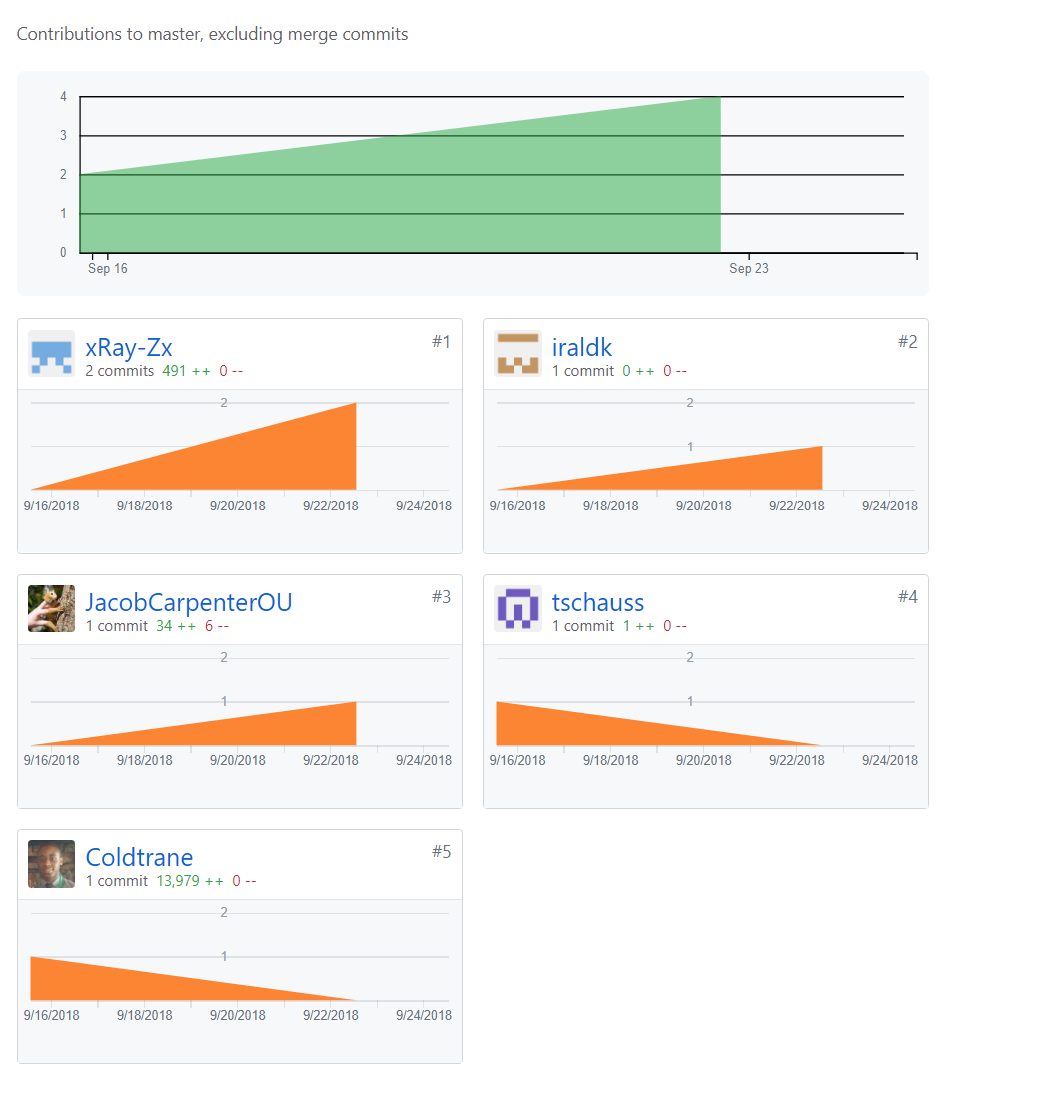 Contributions to master, excluding merge commits
4
3
2
1
0
Sep 16 Sep 23
xRay-Zx #1
2 commits 491 ++ 0 --
2
9/16/2018 9/18/2018 9/20/2018 9/22/2018 9/24/2018
iraldk #2
1 commit 0 ++ 0 --
2
1
9/16/2018 9/18/2018 9/20/2018 9/22/2018 9/24/2018
JacobCarpenterOU #3
1 commit 34 ++ 6 --
2
1
9/16/2018 9/18/2018 9/20/2018 9/22/2018 9/24/2018
tschauss #4
1 commit 1 ++ 0 --
2
1
9/16/2018 9/18/2018 9/20/2018 9/22/2018 9/24/2018
Coldtrane #5
1 commit 13,979 ++ 0 --
2
1
9/16/2018 9/18/2018 9/20/2018 9/22/2018 9/24/2018